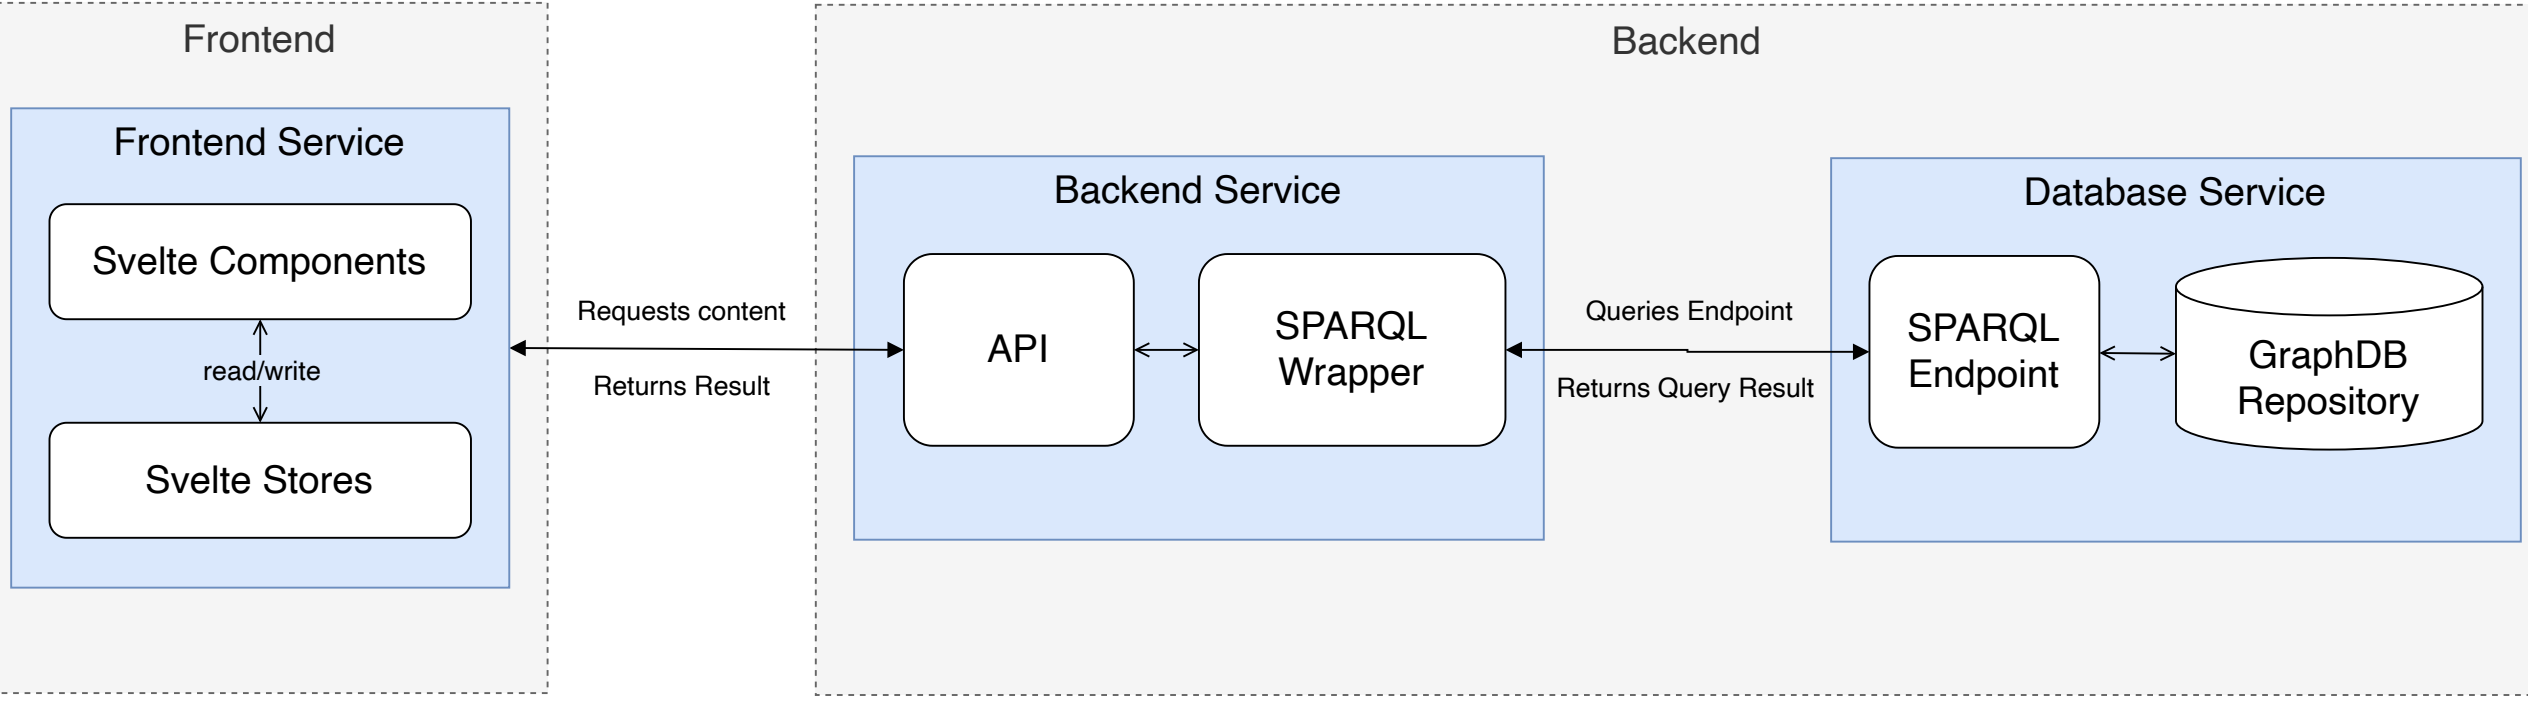 Frontend
Frontend Service
Svelte Components
read/write
Svelte Stores
Requests content
Returns Result
Backend
Backend Service
API
SPARQL
Wrapper
Queries Endpoint
Returns Query Result
Database Service
SPARQL
Endpoint
GraphDB
Repository